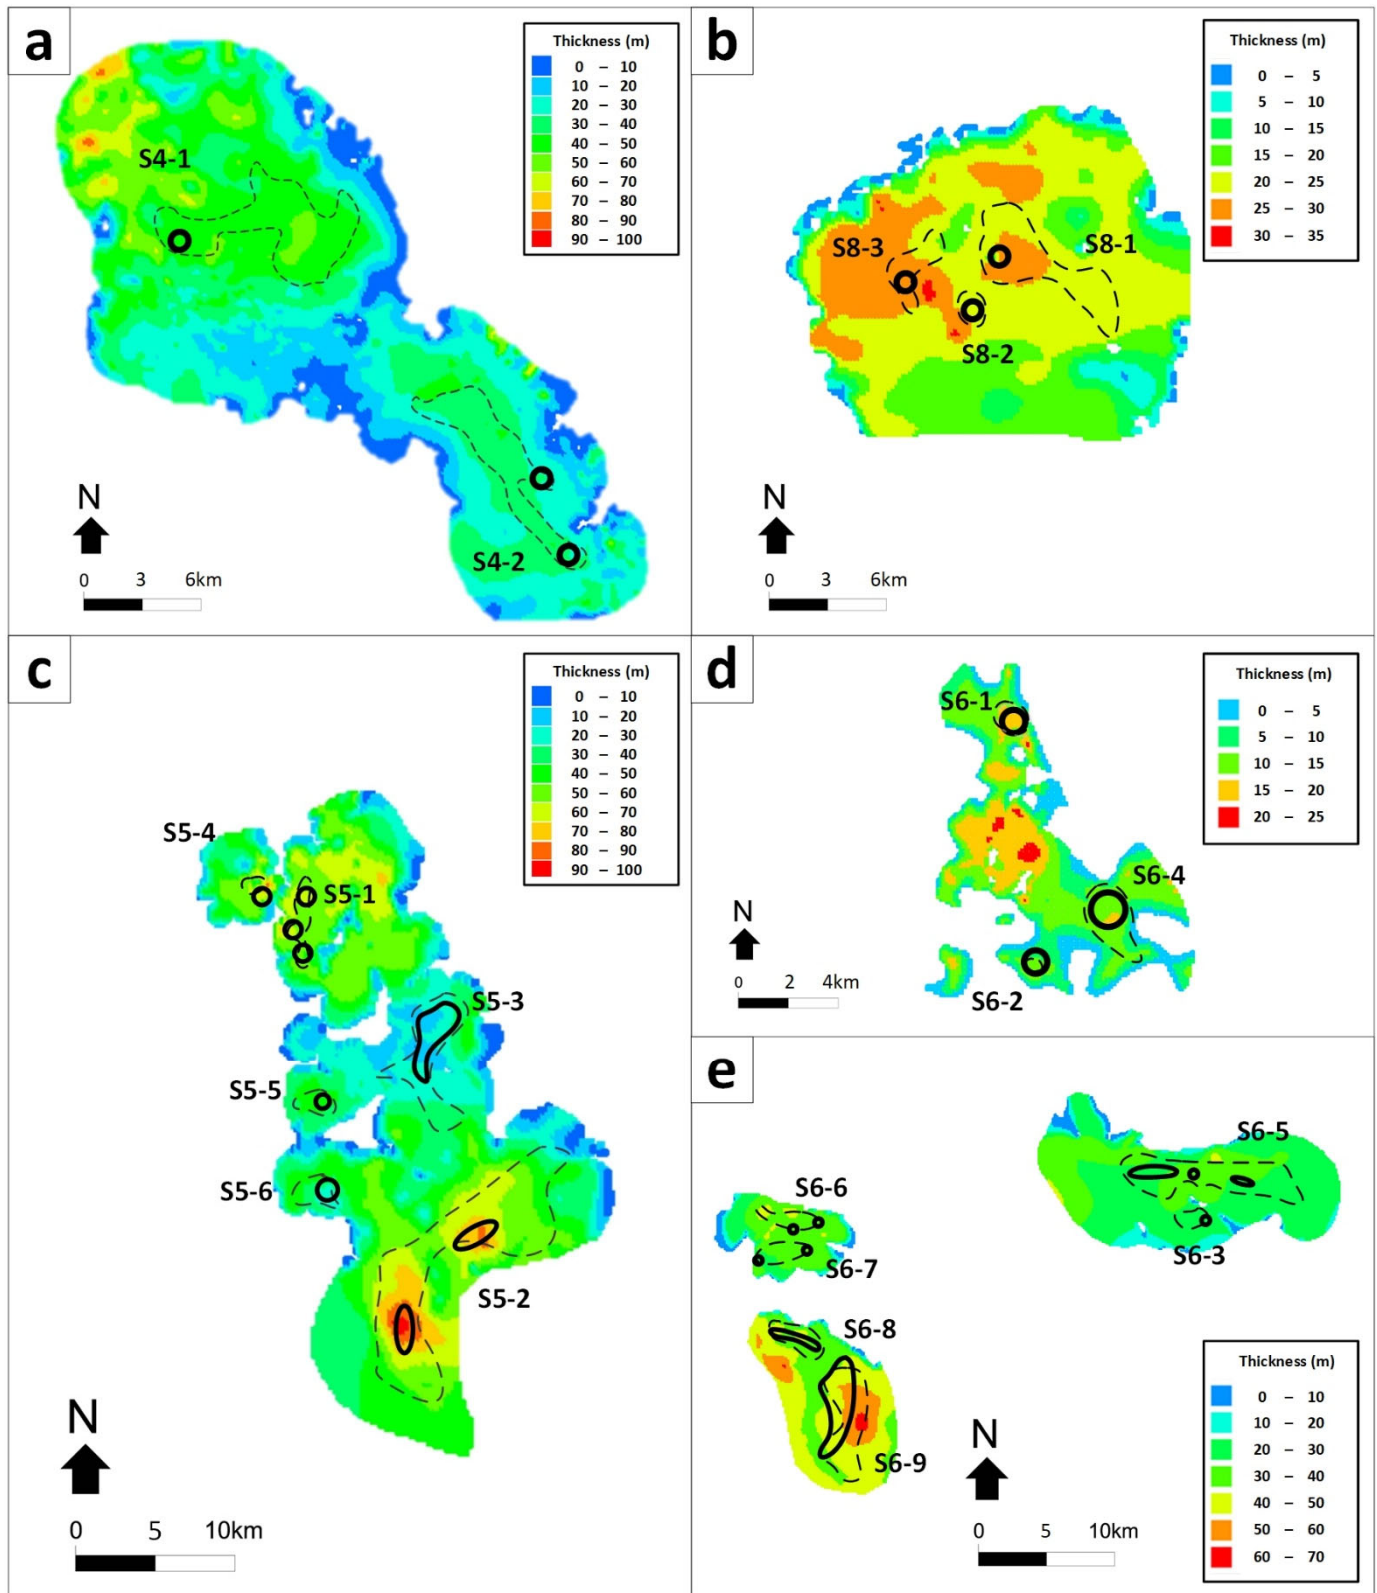 a
Thickness (m)
0 – 10
10 – 20
20 – 30
30 – 40
40 – 50
50 – 60
60 – 70
70 – 80
80 – 90
90 – 100
S4-1
S4-2
N
0 3 6km
b
Thickness (m)
0 – 5
5 – 10
10 – 15
15 – 20
20 – 25
25 – 30
30 – 35
S8-3
S8-1
S8-2
N
0 3 6km
c
Thickness (m)
0 – 10
10 – 20
20 – 30
30 – 40
40 – 50
50 – 60
60 – 70
70 – 80
80 – 90
90 – 100
S5-4
S5-1
S5-3
S5-5
S5-6
S5-2
N
0 5 10km
d
Thickness (m)
0 – 5
5 – 10
10 – 15
15 – 20
20 – 25
S6-1
S6-4
S6-2
N
0 2 4km
e
S6-5
S6-6
S6-3
S6-7
S6-8
S6-9
Thickness (m)
0 – 10
10 – 20
20 – 30
30 – 40
40 – 50
50 – 60
60 – 70
N
0 5 10km